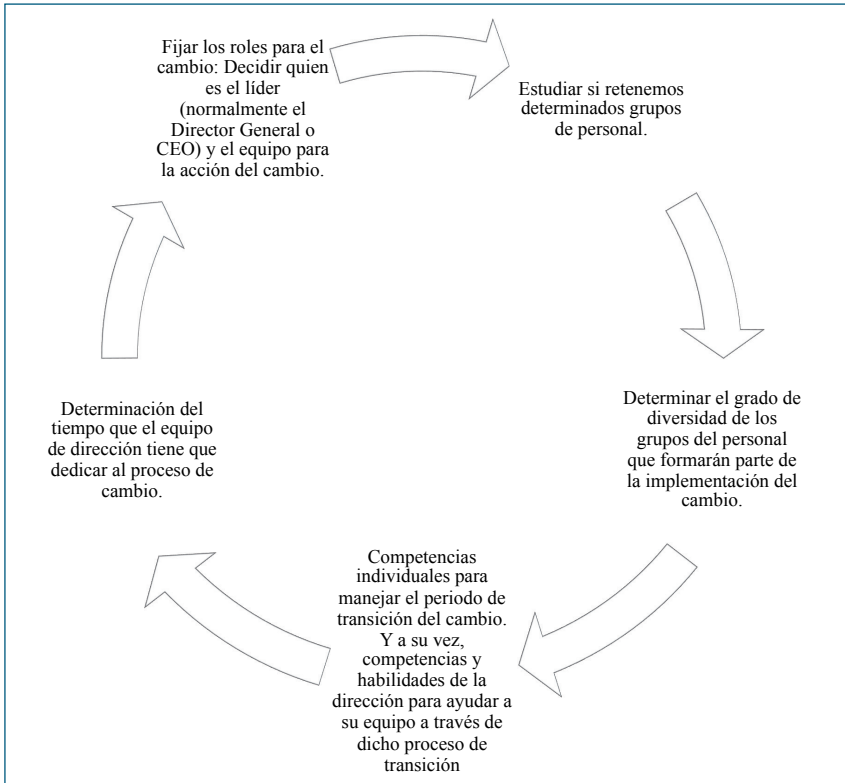 Fijar los roles para el
cambio: Decidir quien
es el líder
(normalmente el
Director General o
CEO) y el equipo para
la acción del cambio.
Estudiar si retenemos
determinados grupos
de personal.
Determinar el grado de
diversidad de los
grupos del personal
que formarán parte de
la implementación del
cambio.
Competencias
individuales para
manejar el periodo de
transición del cambio.
Y a su vez,
competencias y
habilidades de la
dirección para ayudar a
su equipo a través de
dicho proceso de
transición
Determinación del
tiempo que el equipo
de dirección tiene que
dedicar al proceso de
cambio.